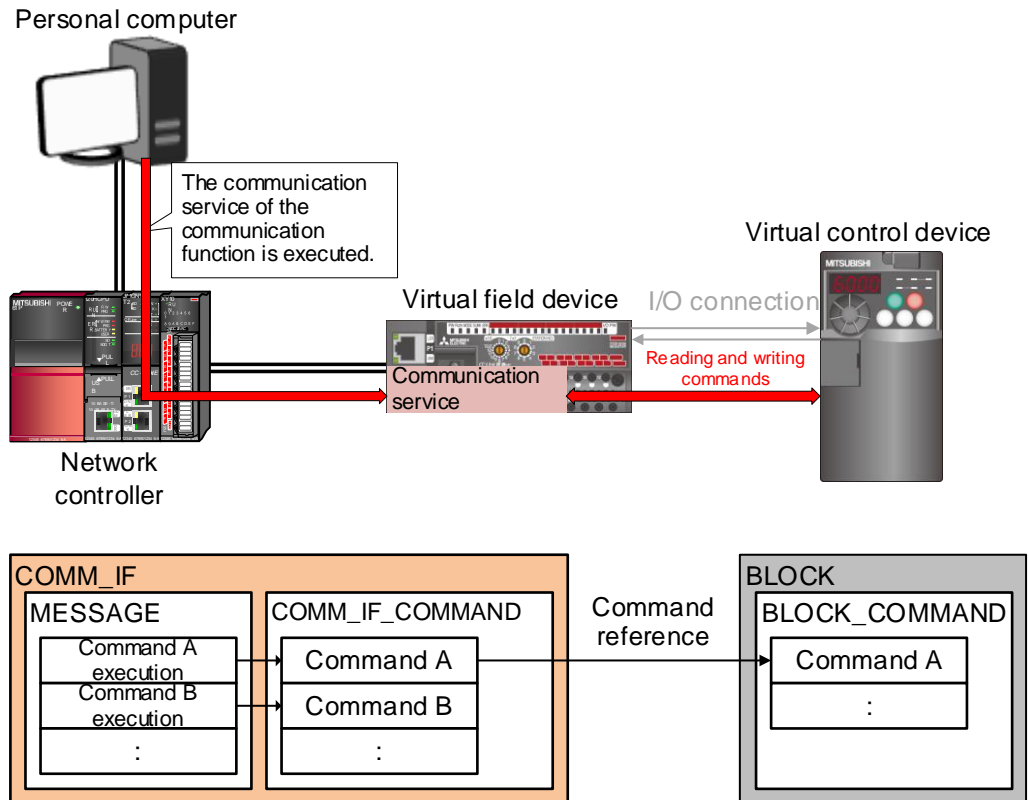 Personal computer
The communication
service of the
communication
function is executed.
Virtual control device
MITSUBISHI
Virtual field device
I/O connection
MITSUBISHI
Reading and writing
commands
Communication
service
Network
controller
COMM_IF
MESSAGE
Command A
execution
Command B
execution
:
COMM_IF_COMMAND
Command A
Command B
:
Command
reference
BLOCK
BLOCK_COMMAND
Command A
: